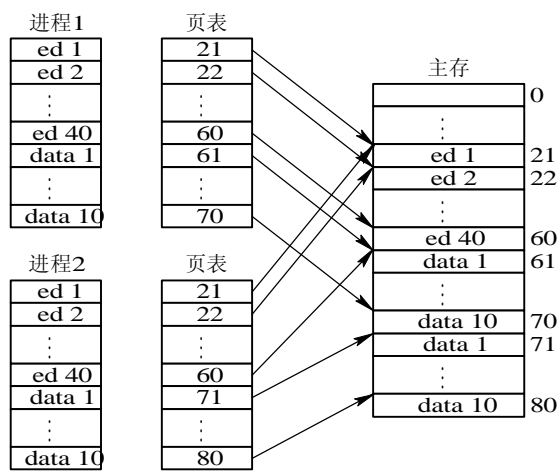 进程1 页表
ed 1 21
ed 2 22
⋮ ⋮
ed 40 60
data 1 61
⋮ ⋮
data 10 70
进程2 页表
ed 1 21
ed 2 22
⋮ ⋮
ed 40 60
data 1 71
⋮ ⋮
data 10 80
主存
0
⋮
ed 1 21
ed 2 22
⋮
ed 40 60
data 1 61
⋮
data 10 70
data 1 71
⋮
data 10 80